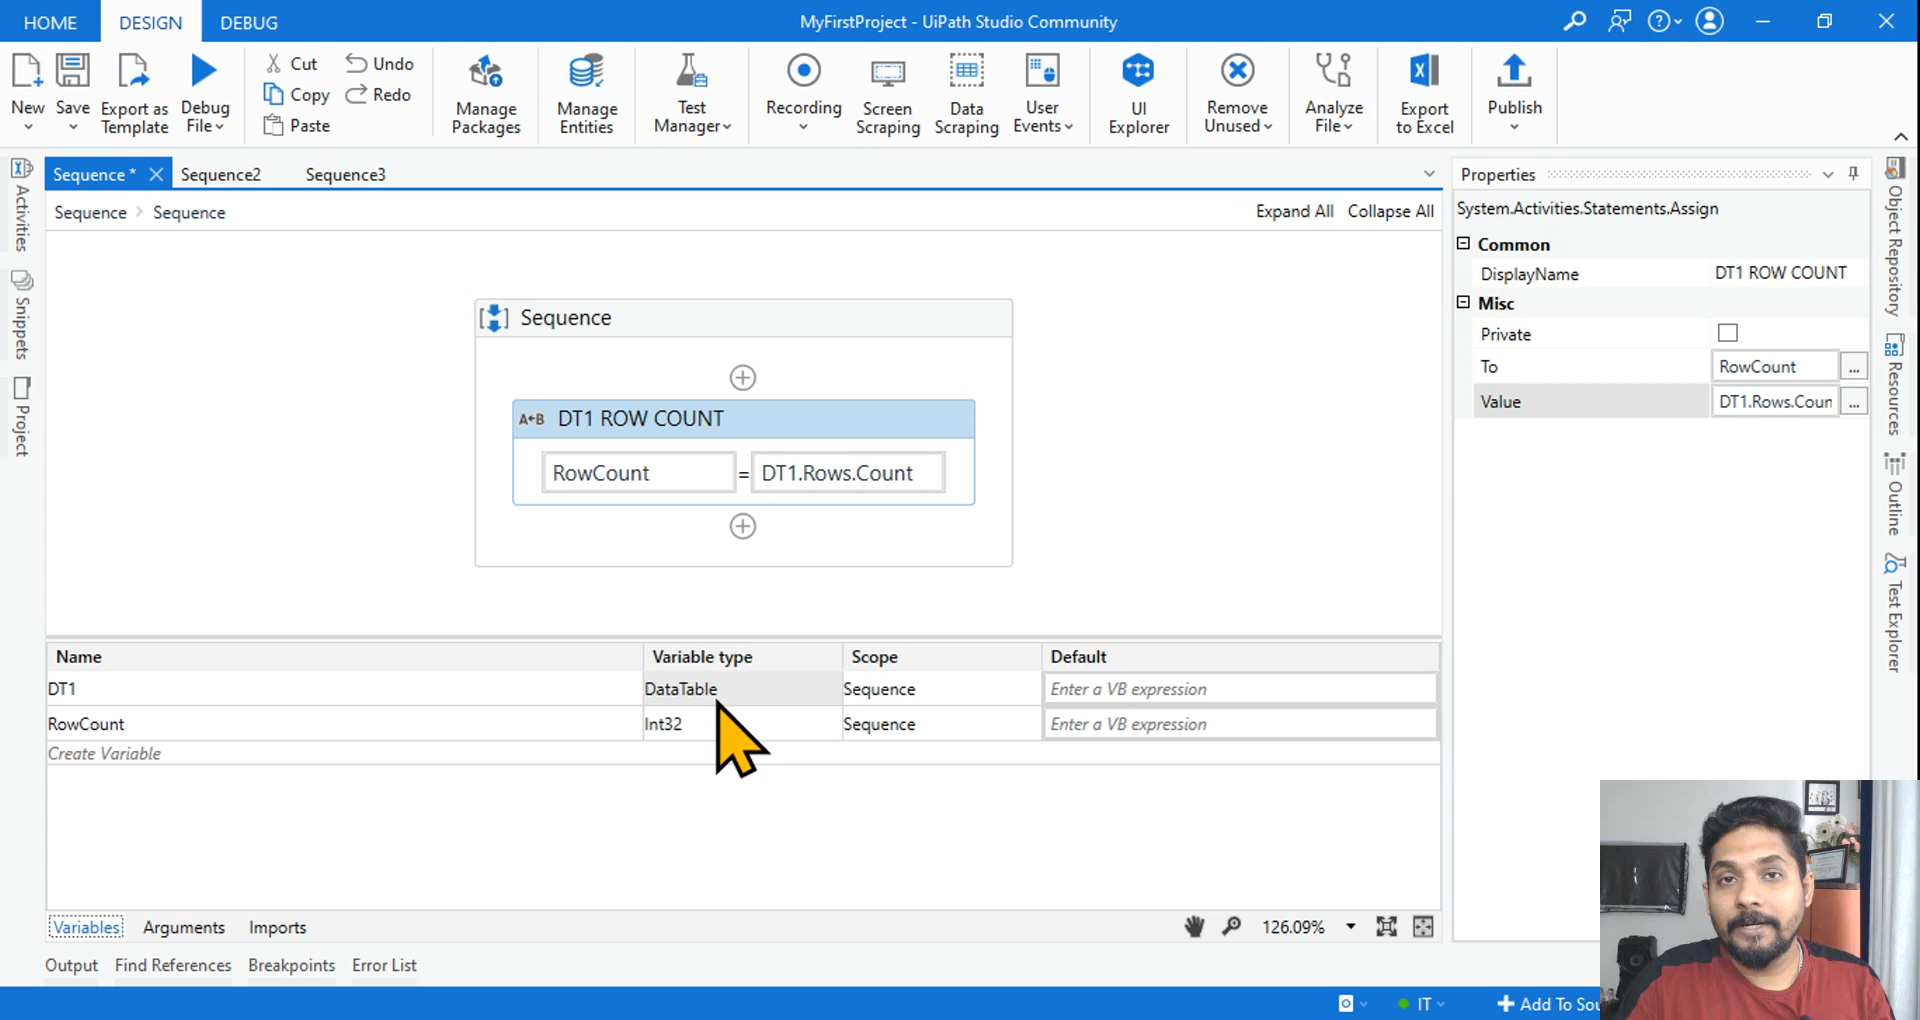 HOME DESIGN DEBUG MyFirstProject - UiPath Studio Community
New Save Export as Template Debug File
Cut Copy Paste Undo Redo
Manage Packages
Manage Entities
Test Manager
Recording
Screen Scraping
Data Scraping
User Events
UI Explorer
Remove Unused
Analyze File
Export to Excel
Publish
Sequence * Sequence2 Sequence3
Sequence > Sequence Expand All Collapse All
Activities
Snippets
Project
Sequence
A←B DT1 ROW COUNT
RowCount = DT1.Rows.Count
Name Variable type Scope Default
DT1 DataTable Sequence Enter a VB expression
RowCount Int32 Sequence Enter a VB expression
Create Variable
Variables Arguments Imports 126.09%
Output Find References Breakpoints Error List
Properties
System.Activities.Statements.Assign
Common
DisplayName DT1 ROW COUNT
Misc
Private
To RowCount ...
Value DT1.Rows.Coun ...
Object Repository
Resources
Outline
Test Explorer
IT Add To Sou